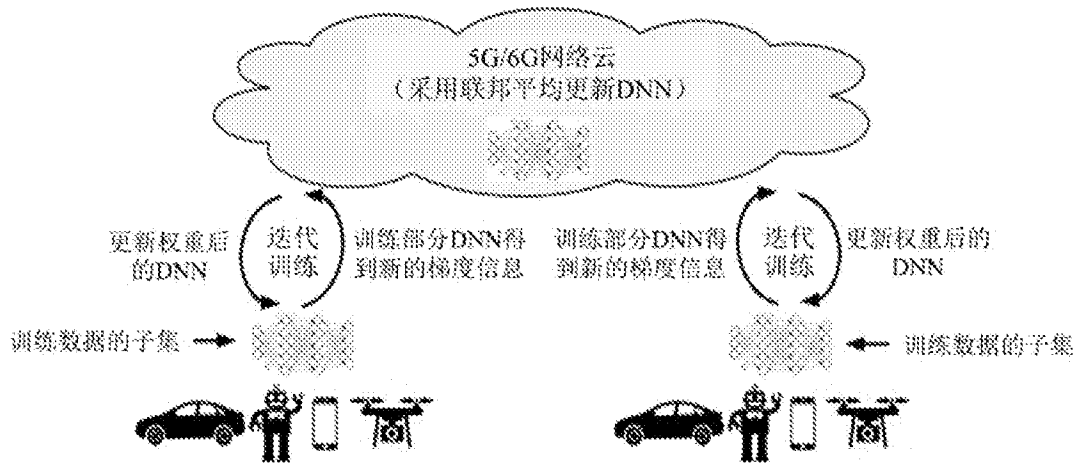 5G/6G网络云
（采用联邦平均更新DNN）
更新权重后
的DNN
迭代
训练
训练部分DNN得
到新的梯度信息
训练部分DNN得
到新的梯度信息
迭代
训练
更新权重后的
DNN
训练数据的子集
训练数据的子集